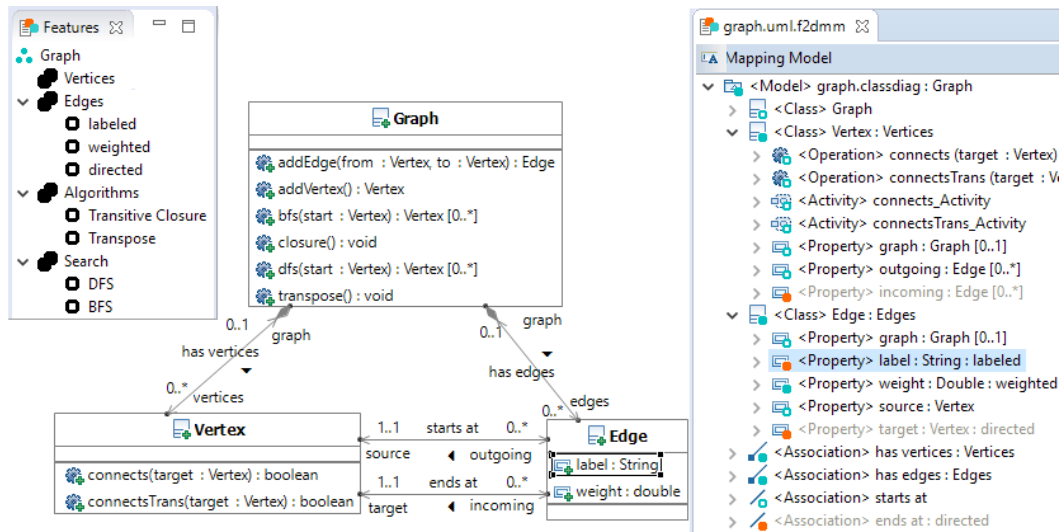 Features
Graph
Vertices
Edges
labeled
weighted
directed
Algorithms
Transitive Closure
Transpose
Search
DFS
BFS
Graph
addEdge(from : Vertex, to : Vertex) : Edge
addVertex() : Vertex
bfs(start : Vertex) : Vertex [0..*]
closure() : void
dfs(start : Vertex) : Vertex [0..*]
transpose() : void
0..1
graph
has vertices
0..*
vertices
0..1
graph
has edges
0..*
edges
Vertex
connects(target : Vertex) : boolean
connectsTrans(target : Vertex) : boolean
1..1 starts at 0..*
source outgoing
1..1 ends at 0..*
target incoming
Edge
label : String
weight : double
graph.uml.f2dmm
Mapping Model
<Model> graph.classdiag : Graph
<Class> Graph
<Class> Vertex : Vertices
<Operation> connects (target : Vertex)
<Operation> connectsTrans (target : Ve
<Activity> connects_Activity
<Activity> connectsTrans_Activity
<Property> graph : Graph [0..1]
<Property> outgoing : Edge [0..*]
<Property> incoming : Edge [0..*]
<Class> Edge : Edges
<Property> graph : Graph [0..1]
<Property> label : String : labeled
<Property> weight : Double : weighted
<Property> source : Vertex
<Property> target : Vertex : directed
<Association> has vertices : Vertices
<Association> has edges : Edges
<Association> starts at
<Association> ends at : directed